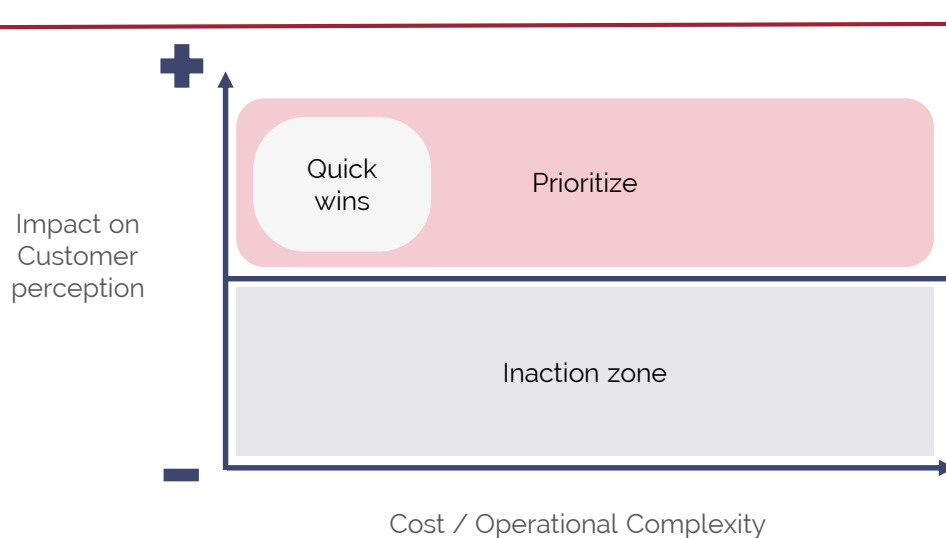 Quick
wins
Prioritize
Impact on
Customer
perception
Inaction zone
Cost / Operational Complexity